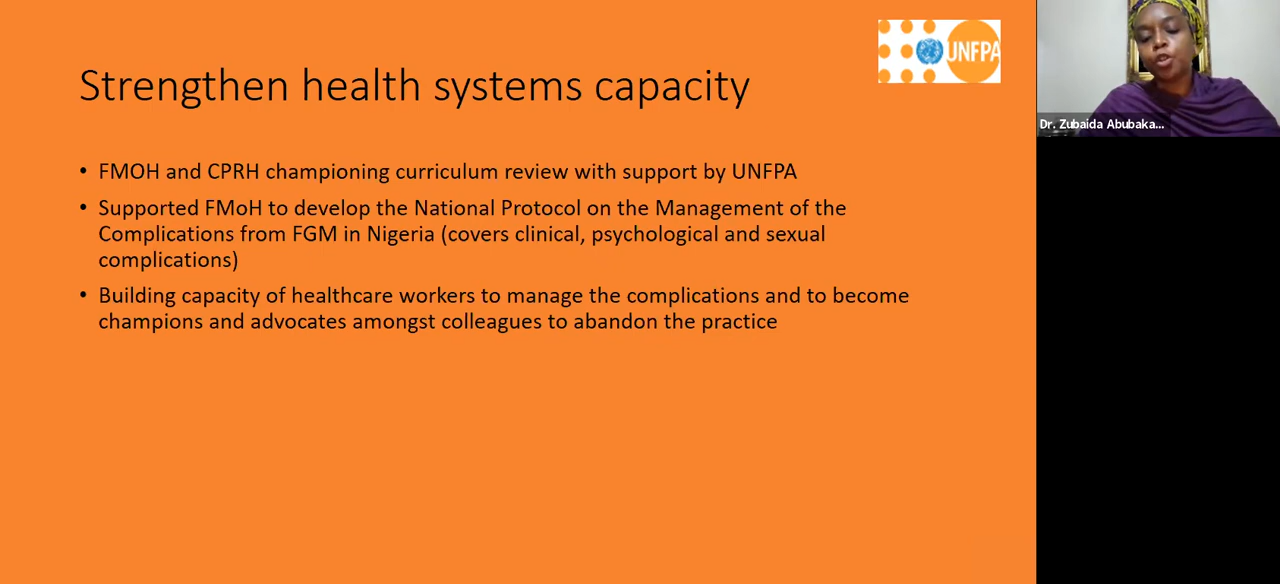 Strengthen health systems capacity
UNFPA
• FMOH and CPRH championing curriculum review with support by UNFPA
• Supported FMoH to develop the National Protocol on the Management of the
Complications from FGM in Nigeria (covers clinical, psychological and sexual
complications)
• Building capacity of healthcare workers to manage the complications and to become
champions and advocates amongst colleagues to abandon the practice
Dr. Zubaida Abubaka...